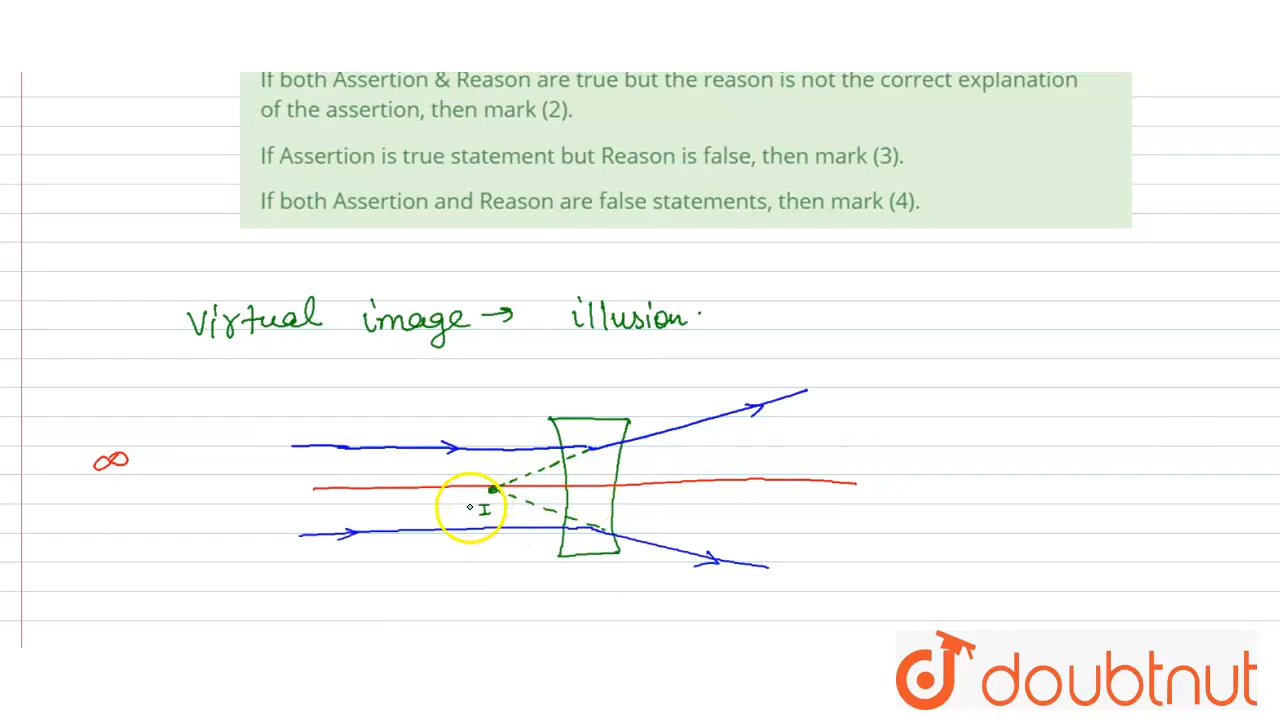 If both Assertion & Reason are true but the reason is not the correct explanation
of the assertion, then mark (2).
If Assertion is true statement but Reason is false, then mark (3).
If both Assertion and Reason are false statements, then mark (4).
Virtual image → illusion.
∞
I
doubtnut